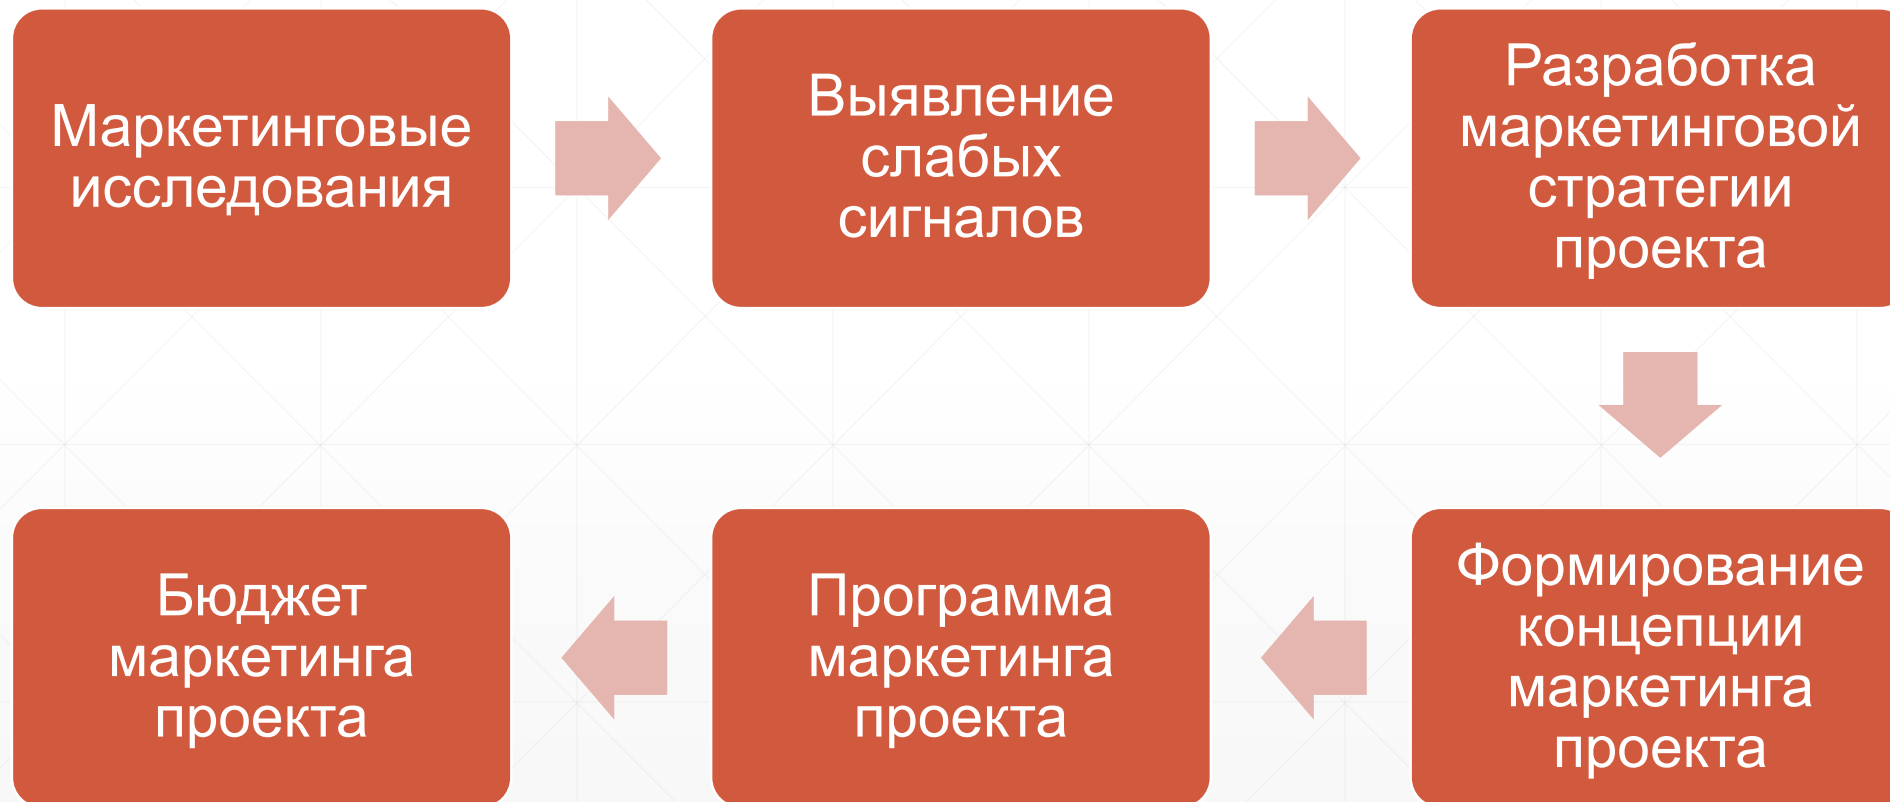 Маркетинговые
исследования
Выявление
слабых
сигналов
Разработка
маркетинговой
стратегии
проекта
Формирование
концепции
маркетинга
проекта
Программа
маркетинга
проекта
Бюджет
маркетинга
проекта